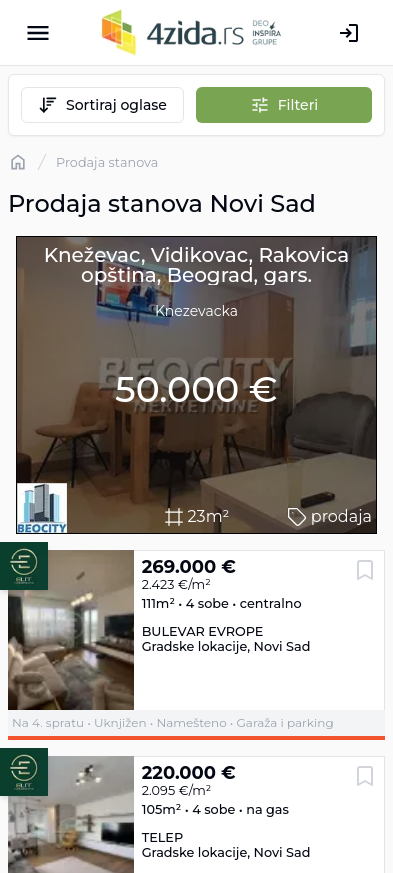 4zida.rs
DEO
INSPIRA
GRUPE
Sortiraj oglase
Filteri
/ Prodaja stanova
Prodaja stanova Novi Sad
Kneževac, Vidikovac, Rakovica
opština, Beograd, gars.
Knezevacka
BEOCITY
NEKRETNINE
50.000 €
BEOCITY
23m²
prodaja
269.000 €
2.423 €/m²
111m² • 4 sobe • centralno
BULEVAR EVROPE
Gradske lokacije, Novi Sad
Na 4. spratu • Uknjižen • Namešteno • Garaža i parking
220.000 €
2.095 €/m²
105m² • 4 sobe • na gas
TELEP
Gradske lokacije, Novi Sad